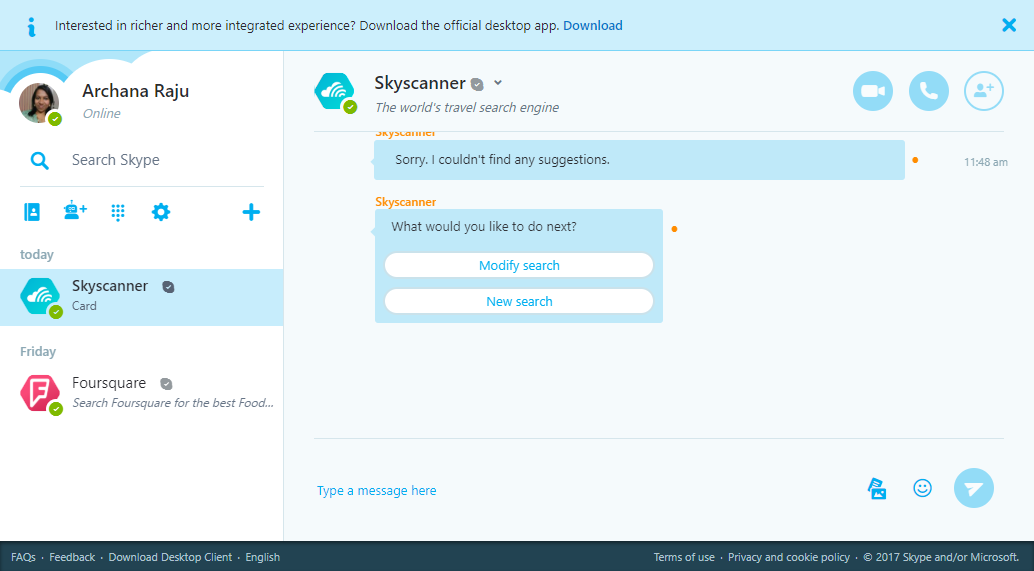 Interested in richer and more integrated experience? Download the official desktop app. Download
Archana Raju
Online
Search Skype
today
Skyscanner
Card
Friday
Foursquare
Search Foursquare for the best Food...
Skyscanner
The world's travel search engine
Skyscanner
Sorry. I couldn't find any suggestions.
11:48 am
Skyscanner
What would you like to do next?
Modify search
New search
Type a message here
FAQs · Feedback · Download Desktop Client · English
Terms of use · Privacy and cookie policy · © 2017 Skype and/or Microsoft.